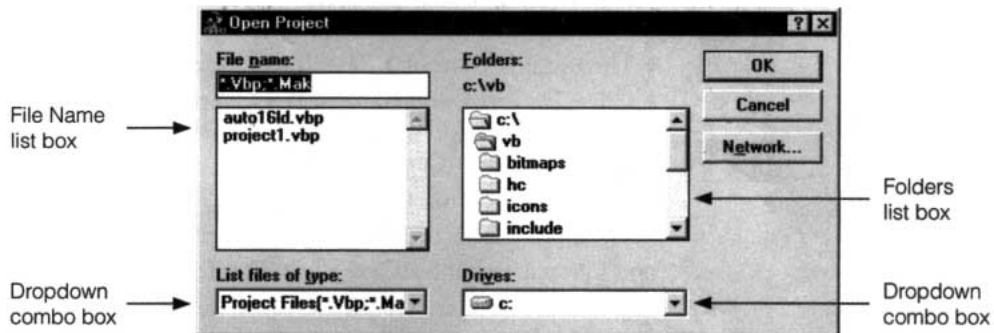 Open Project
File name:
*.Vbp;*.Mak
auto16ld.vbp
project1.vbp
List files of type:
Project Files(*.Vbp;*.Ma
Folders:
c:\vb
c:\
vb
bitmaps
hc
icons
include
Drives:
c:
OK
Cancel
Network...
File Name
list box
Dropdown
combo box
Folders
list box
Dropdown
combo box